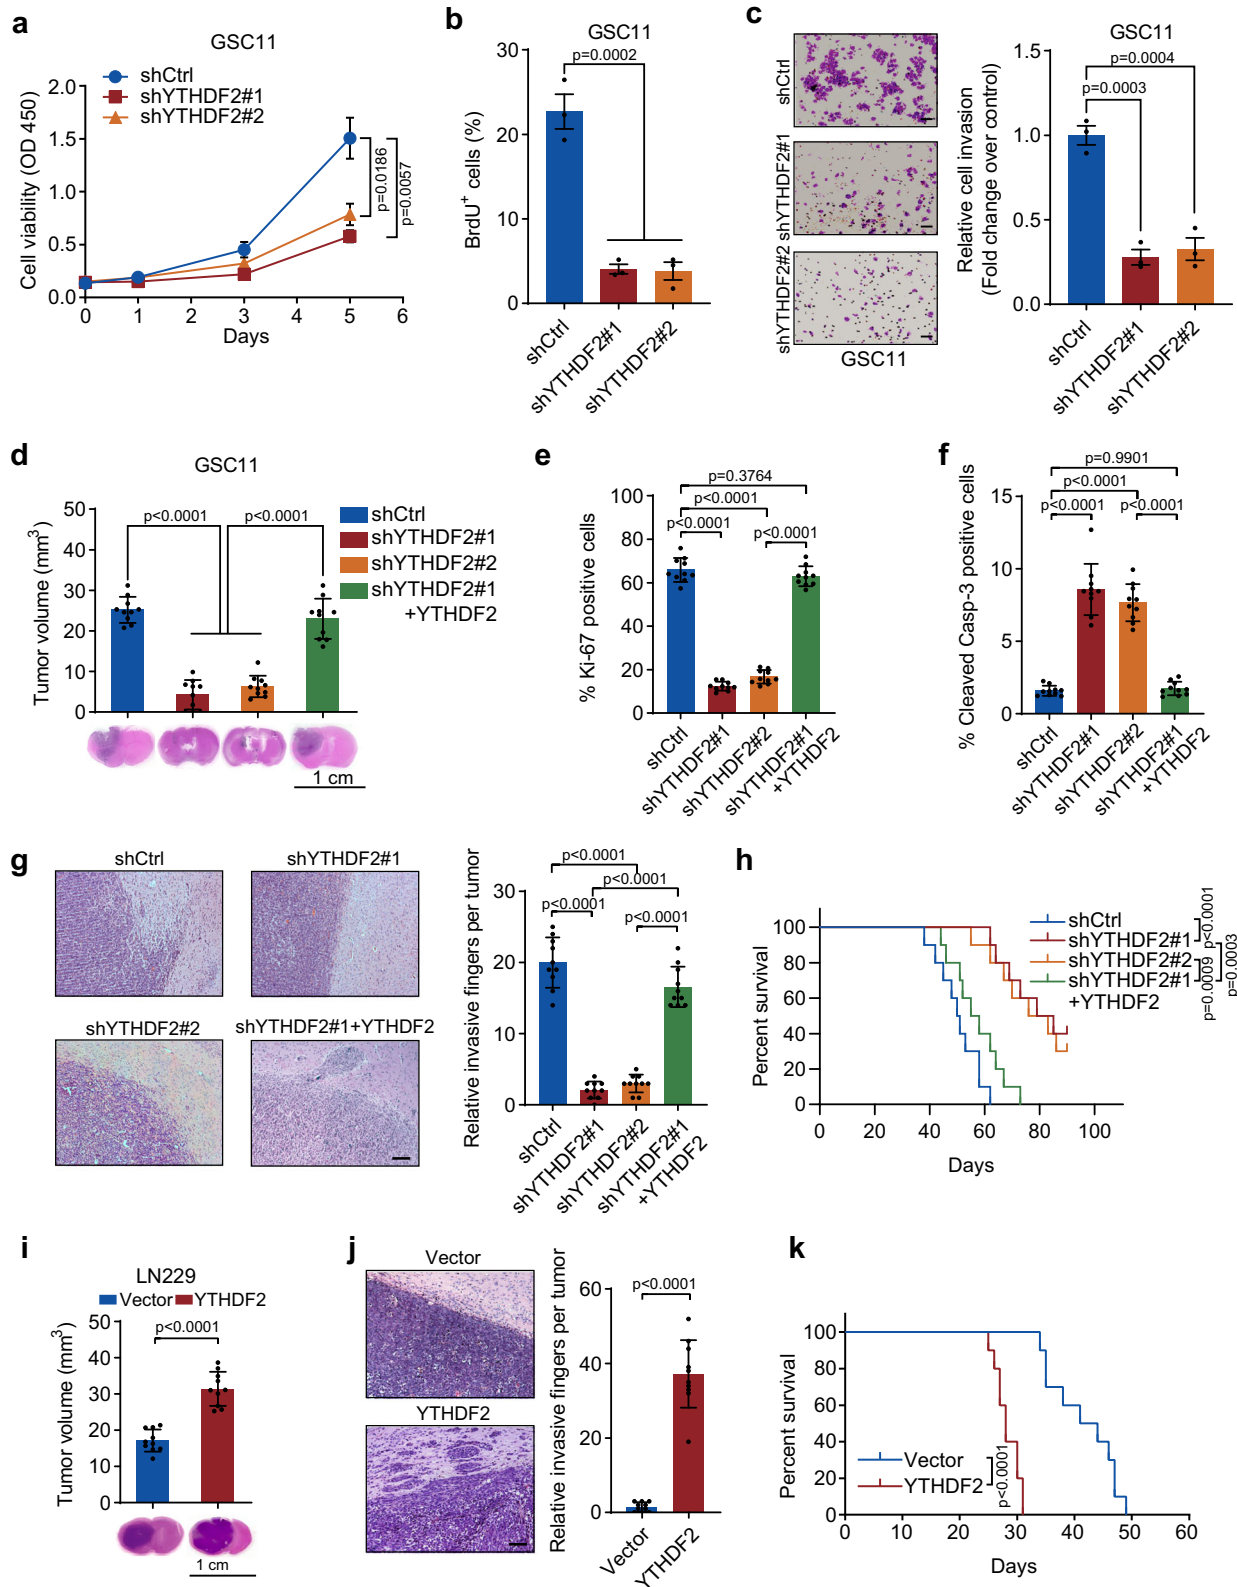 a
GSC11
shCtrl
shYTHDF2#1
shYTHDF2#2
Cell viability (OD 450)
2.0
1.5
1.0
0.5
0.0
0 1 2 3 4 5 6
Days
p=0.0186
p=0.0057
b
GSC11
BrdU+ cells (%)
30
20
10
0
p=0.0002
shCtrl
shYTHDF2#1
shYTHDF2#2
c
shCtrl
shYTHDF2#1
shYTHDF2#2
GSC11
GSC11
Relative cell invasion
(Fold change over control)
1.5
1.0
0.5
0.0
p=0.0004
p=0.0003
shCtrl
shYTHDF2#1
shYTHDF2#2
d
GSC11
Tumor volume (mm3)
50
40
30
20
10
0
p<0.0001
p<0.0001
shCtrl
shYTHDF2#1
shYTHDF2#2
shYTHDF2#1
+YTHDF2
1 cm
e
% Ki-67 positive cells
100
80
60
40
20
0
p=0.3764
p<0.0001
p<0.0001
p<0.0001
shCtrl
shYTHDF2#1
shYTHDF2#2
shYTHDF2#1
+YTHDF2
f
% Cleaved Casp-3 positive cells
15
10
5
0
p=0.9901
p<0.0001
p<0.0001
p<0.0001
shCtrl
shYTHDF2#1
shYTHDF2#2
shYTHDF2#1
+YTHDF2
g
shCtrl
shYTHDF2#1
shYTHDF2#2
shYTHDF2#1+YTHDF2
Relative invasive fingers per tumor
30
20
10
0
p<0.0001
p<0.0001
p<0.0001
p<0.0001
shCtrl
shYTHDF2#1
shYTHDF2#2
shYTHDF2#1
+YTHDF2
h
Percent survival
100
80
60
40
20
0
0 20 40 60 80 100
Days
shCtrl
shYTHDF2#1
shYTHDF2#2
shYTHDF2#1
+YTHDF2
p<0.0001
p=0.0009
p=0.0003
i
LN229
Vector YTHDF2
Tumor volume (mm3)
50
40
30
20
10
0
p<0.0001
1 cm
j
Vector
YTHDF2
Relative invasive fingers per tumor
60
40
20
0
p<0.0001
Vector
YTHDF2
k
Percent survival
100
80
60
40
20
0
0 10 20 30 40 50 60
Days
Vector
YTHDF2
p<0.0001